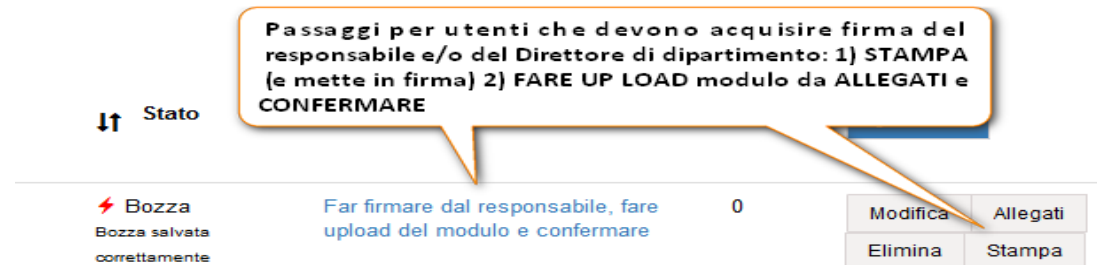 Passaggi per utenti che devono acquisire firma del
responsabile e/o del Direttore di dipartimento: 1) STAMPA
(e mette in firma) 2) FARE UP LOAD modulo da ALLEGATI e
CONFERMARE
Stato
Bozza
Bozza salvata
correttamente
Far firmare dal responsabile, fare
upload del modulo e confermare
0
Modifica
Allegati
Elimina
Stampa